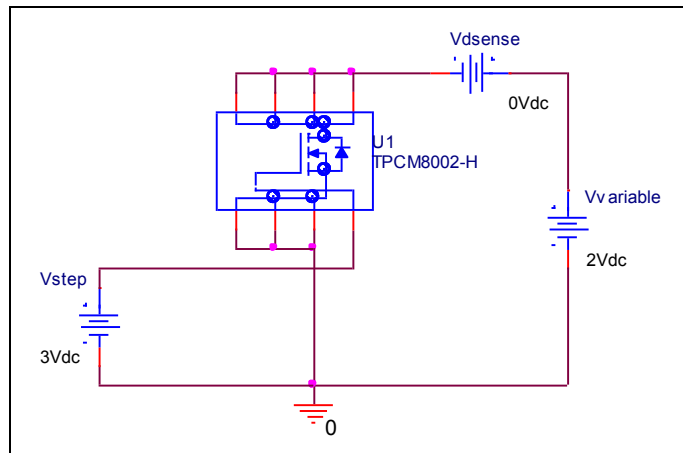 Vdsense
0Vdc
U1
TPCM8002-H
Vvariable
2Vdc
Vstep
3Vdc
0